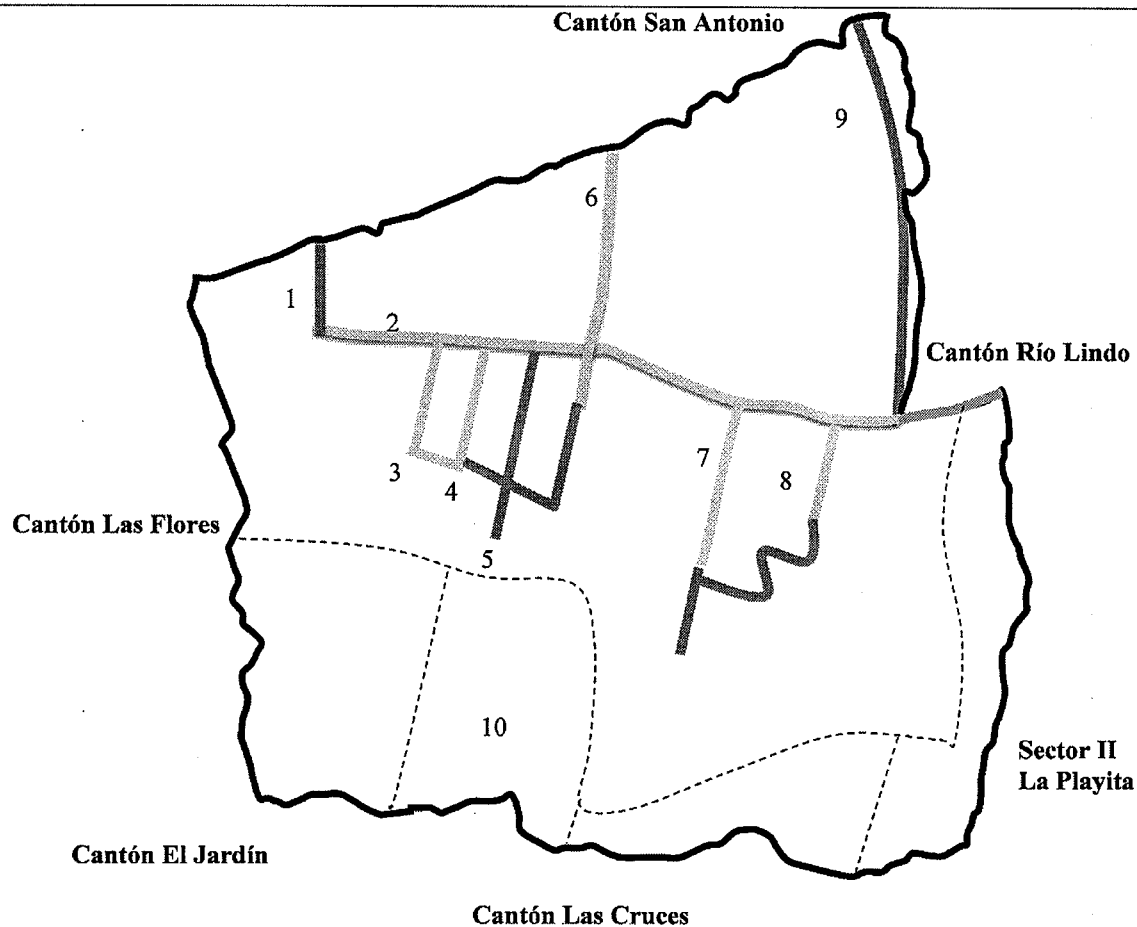 Cantón San Antonio
9
6
1
2
Cantón Río Lindo
3
4
7
8
Cantón Las Flores
5
10
Sector II
La Playita
Cantón El Jardín
Cantón Las Cruces